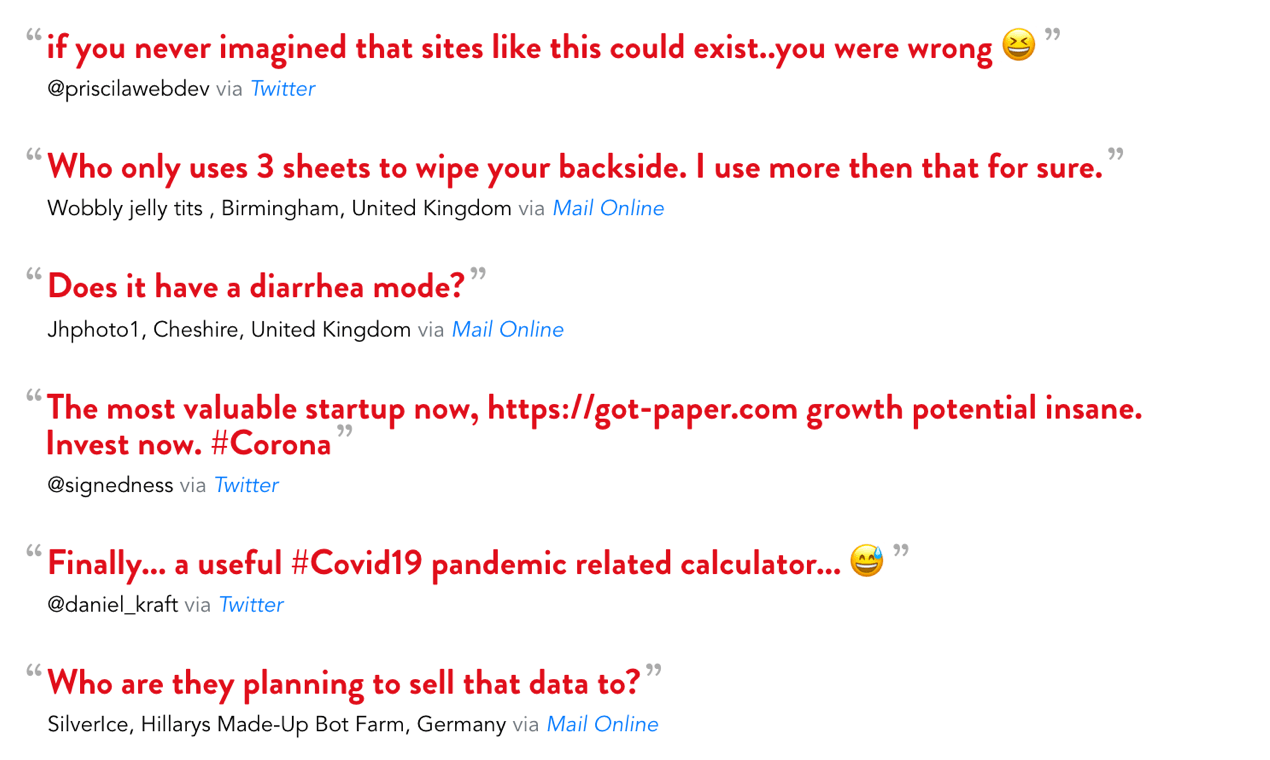 “if you never imagined that sites like this could exist..you were wrong 😆”
@priscilawebdev via Twitter
“Who only uses 3 sheets to wipe your backside. I use more then that for sure.”
Wobbly jelly tits , Birmingham, United Kingdom via Mail Online
“Does it have a diarrhea mode?”
Jhphoto1, Cheshire, United Kingdom via Mail Online
“The most valuable startup now, https://got-paper.com growth potential insane.
Invest now. #Corona”
@signedness via Twitter
“Finally... a useful #Covid19 pandemic related calculator... 😅”
@daniel_kraft via Twitter
“Who are they planning to sell that data to?”
SilverIce, Hillarys Made-Up Bot Farm, Germany via Mail Online